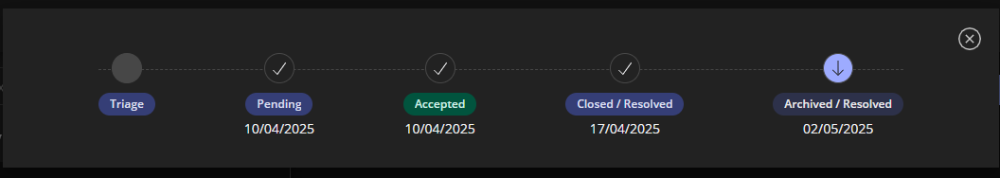 Triage
Pending
Accepted
Closed / Resolved
Archived / Resolved
10/04/2025
10/04/2025
17/04/2025
02/05/2025